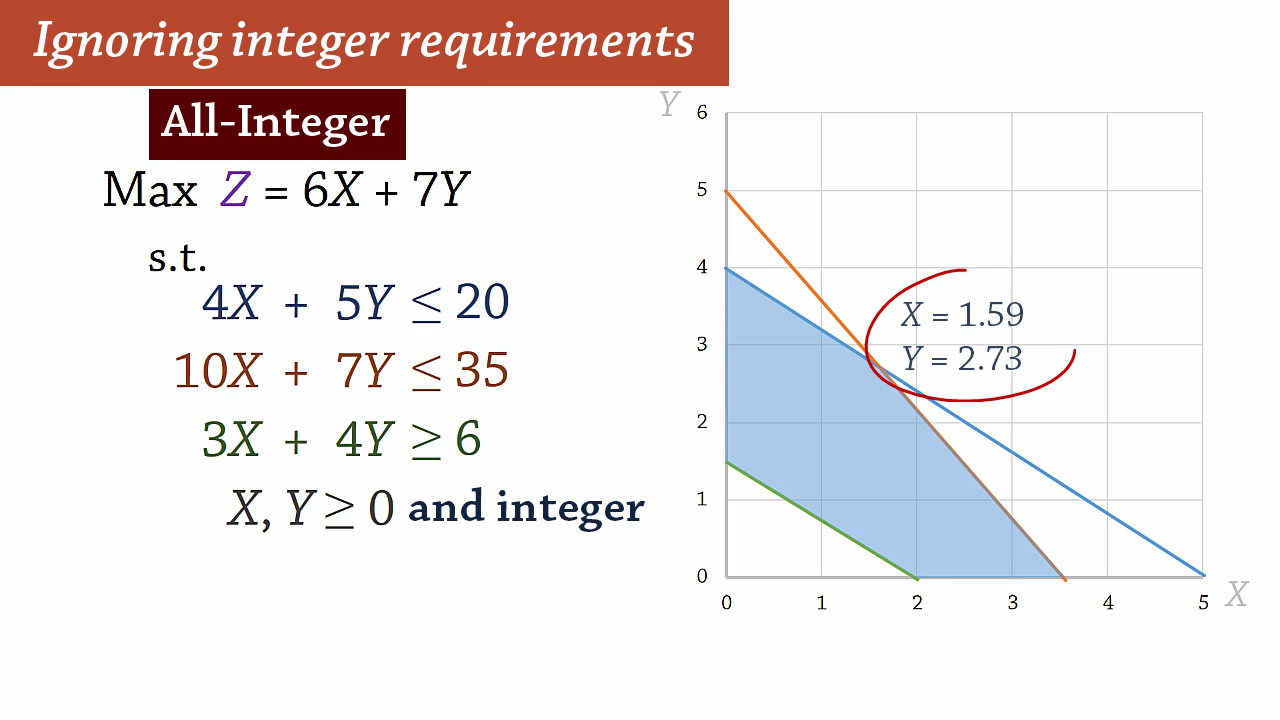 Ignoring integer requirements
All-Integer
Max Z = 6X + 7Y
s.t.
4X + 5Y ≤ 20
10X + 7Y ≤ 35
3X + 4Y ≥ 6
X, Y ≥ 0 and integer
Y
6
5
4
3
2
1
0
X = 1.59
Y = 2.73
0 1 2 3 4 5
X